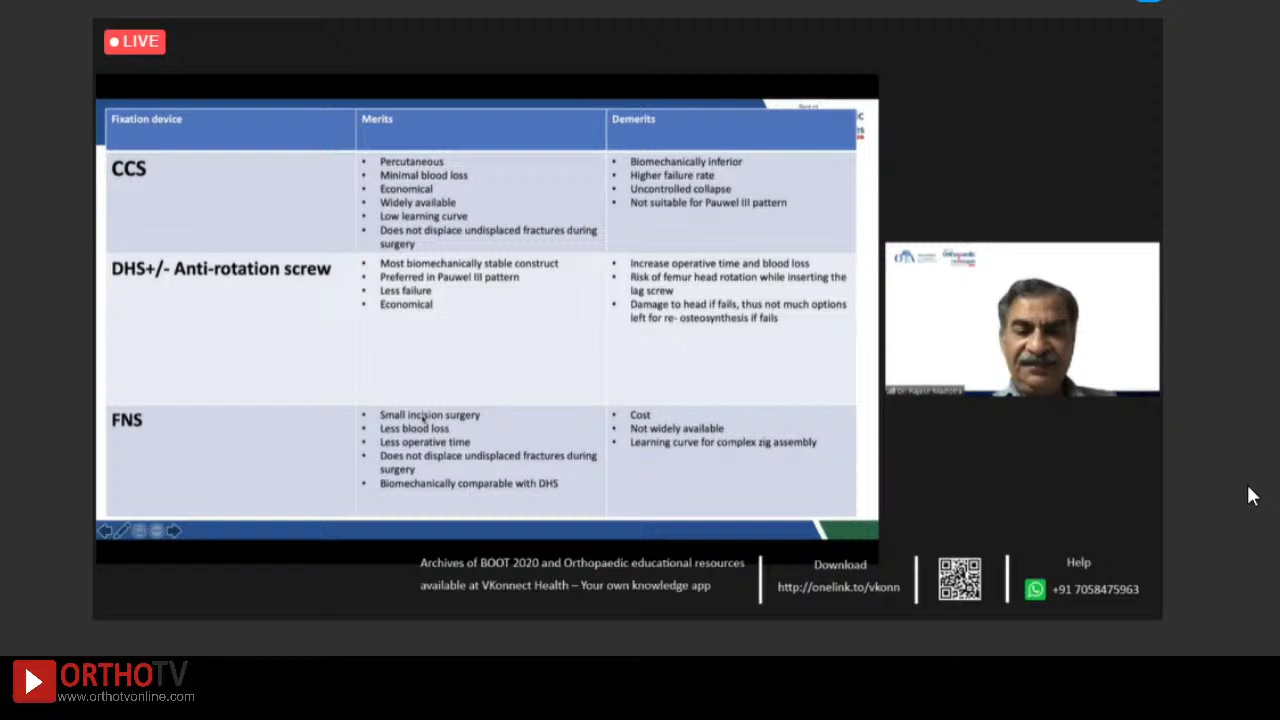 LIVE
Fixation device
Merits
Demerits
CCS
• Percutaneous
• Minimal blood loss
• Economical
• Widely available
• Low learning curve
• Does not displace undisplaced fractures during
surgery
• Biomechanically inferior
• Higher failure rate
• Uncontrolled collapse
• Not suitable for Pauwel III pattern
DHS+/- Anti-rotation screw
• Most biomechanically stable construct
• Preferred in Pauwel III pattern
• Less failure
• Economical
• Increase operative time and blood loss
• Risk of femur head rotation while inserting the
lag screw
• Damage to head if fails, thus not much options
left for re- osteosynthesis if fails
FNS
• Small incision surgery
• Less blood loss
• Less operative time
• Does not displace undisplaced fractures during
surgery
• Biomechanically comparable with DHS
• Cost
• Not widely available
• Learning curve for complex zig assembly
Archives of BOOT 2020 and Orthopaedic educational resources
available at VKonnect Health – Your own knowledge app
Download
http://onelink.to/vkonn
Help
+91 7058475963
ORTHOTV
www.orthotvonline.com